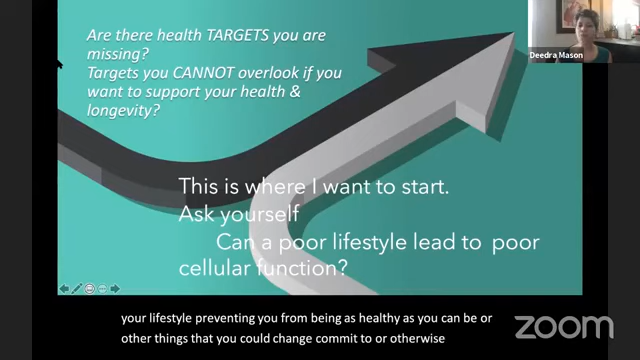 Are there health TARGETS you are
missing?
Targets you CANNOT overlook if you
want to support your health &
longevity?
Deedra Mason
This is where I want to start.
Ask yourself
Can a poor lifestyle lead to poor
cellular function?
your lifestyle preventing you from being as healthy as you can be or
other things that you could change commit to or otherwise
zoom